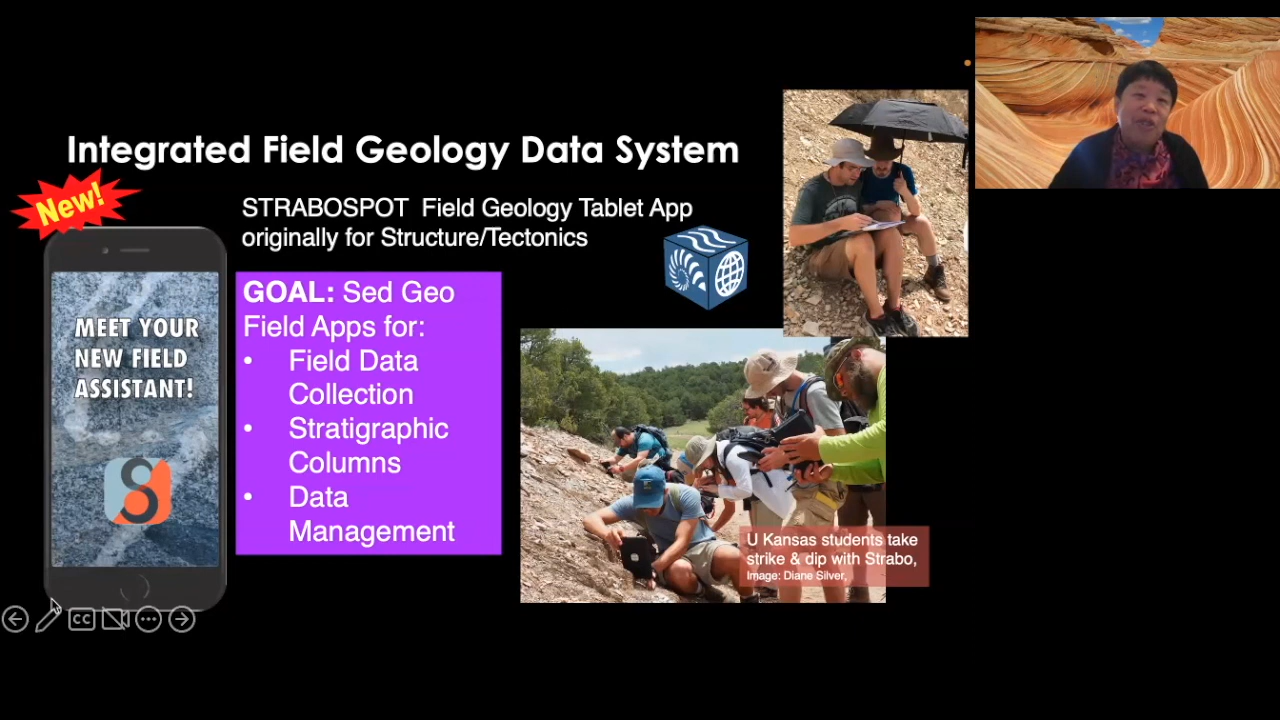 Integrated Field Geology Data System
New!
STRABOSPOT Field Geology Tablet App
originally for Structure/Tectonics
MEET YOUR
NEW FIELD
ASSISTANT!
S
GOAL: Sed Geo
Field Apps for:
• Field Data
Collection
• Stratigraphic
Columns
• Data
Management
U Kansas students take
strike & dip with Strabo,
Image: Diane Silver,
CC